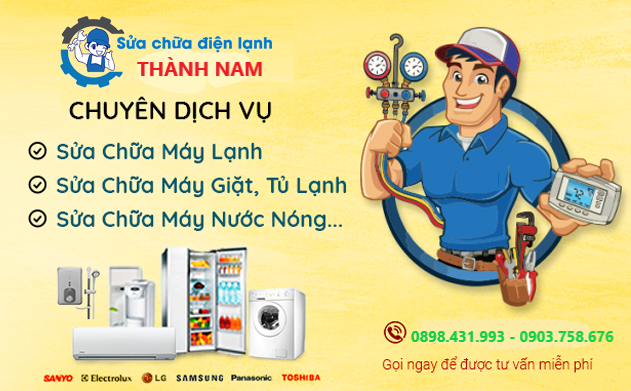 Sửa chữa điện lạnh
THÀNH NAM
CHUYÊN DỊCH VỤ
Sửa Chữa Máy Lạnh
Sửa Chữa Máy Giặt, Tủ Lạnh
Sửa Chữa Máy Nước Nóng...
72
0898.431.993 - 0903.758.676
Gọi ngay để được tư vấn miễn phí
SANYO Electrolux LG SAMSUNG Panasonic TOSHIBA